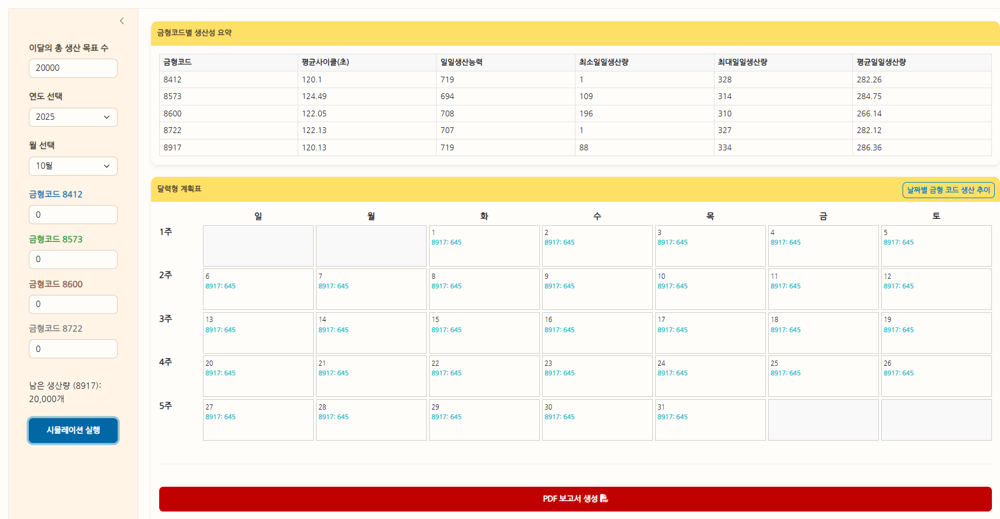 이달의 총 생산 목표 수
20000
연도 선택
2025
월 선택
10월
금형코드 8412
0
금형코드 8573
0
금형코드 8600
0
금형코드 8722
0
남은 생산량 (8917):
20,000개
시뮬레이션 실행
금형코드별 생산성 요약
금형코드 평균사이클(초) 일일생산능력 최소일일생산량 최대일일생산량 평균일일생산량
8412 120.1 719 1 328 282.26
8573 124.49 694 109 314 284.75
8600 122.05 708 196 310 266.14
8722 122.13 707 1 327 282.12
8917 120.13 719 88 334 286.36
달력형 계획표 날짜별 금형 코드 생산 추이
일 월 화 수 목 금 토
1주 1 2 3 4 5
8917: 645 8917: 645 8917: 645 8917: 645 8917: 645
2주 6 7 8 9 10 11 12
8917: 645 8917: 645 8917: 645 8917: 645 8917: 645 8917: 645 8917: 645
3주 13 14 15 16 17 18 19
8917: 645 8917: 645 8917: 645 8917: 645 8917: 645 8917: 645 8917: 645
4주 20 21 22 23 24 25 26
8917: 645 8917: 645 8917: 645 8917: 645 8917: 645 8917: 645 8917: 645
5주 27 28 29 30 31
8917: 645 8917: 645 8917: 645 8917: 645 8917: 645
PDF 보고서 생성 PDF